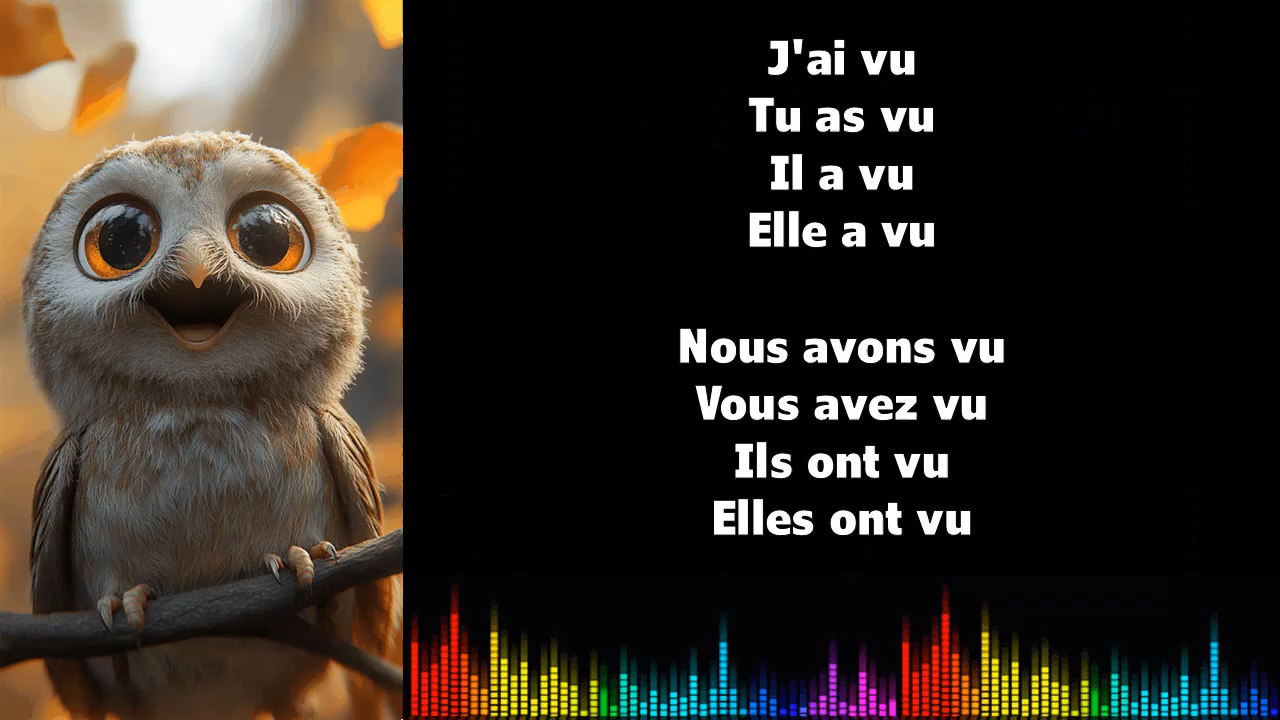 J'ai vu
Tu as vu
Il a vu
Elle a vu
Nous avons vu
Vous avez vu
Ils ont vu
Elles ont vu